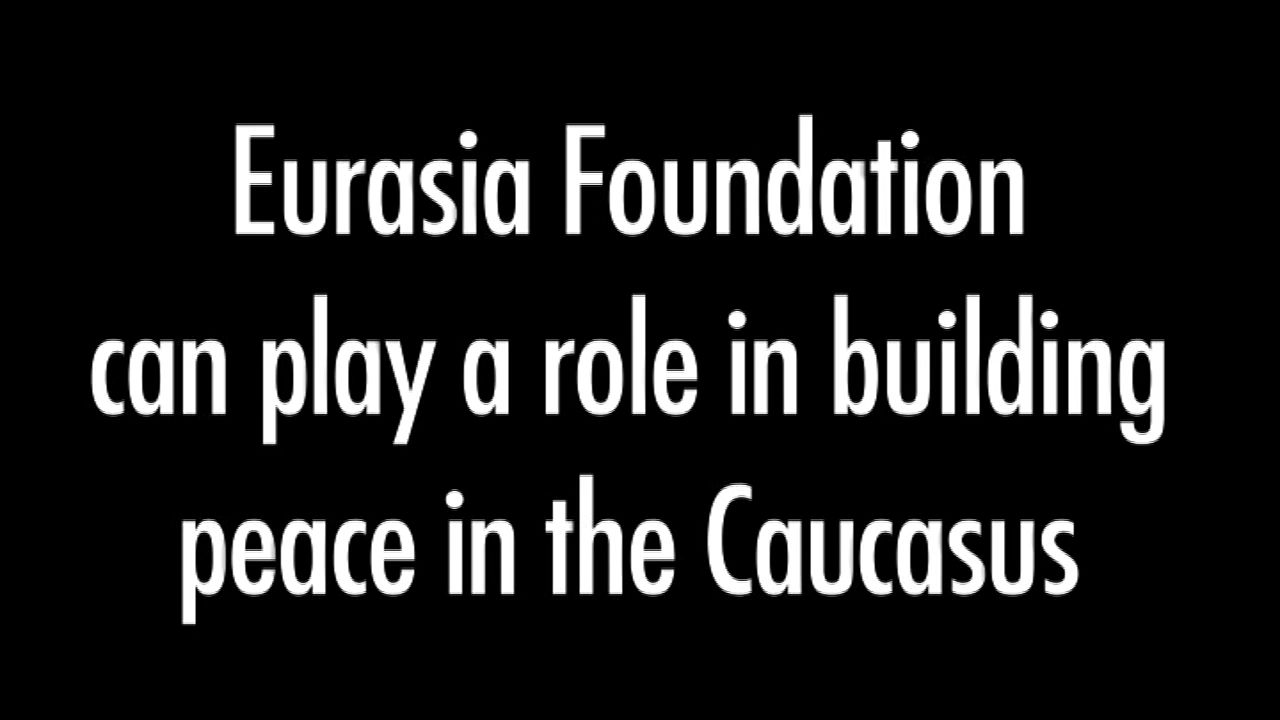 Eurasia Foundation
can play a role in building
peace in the Caucasus